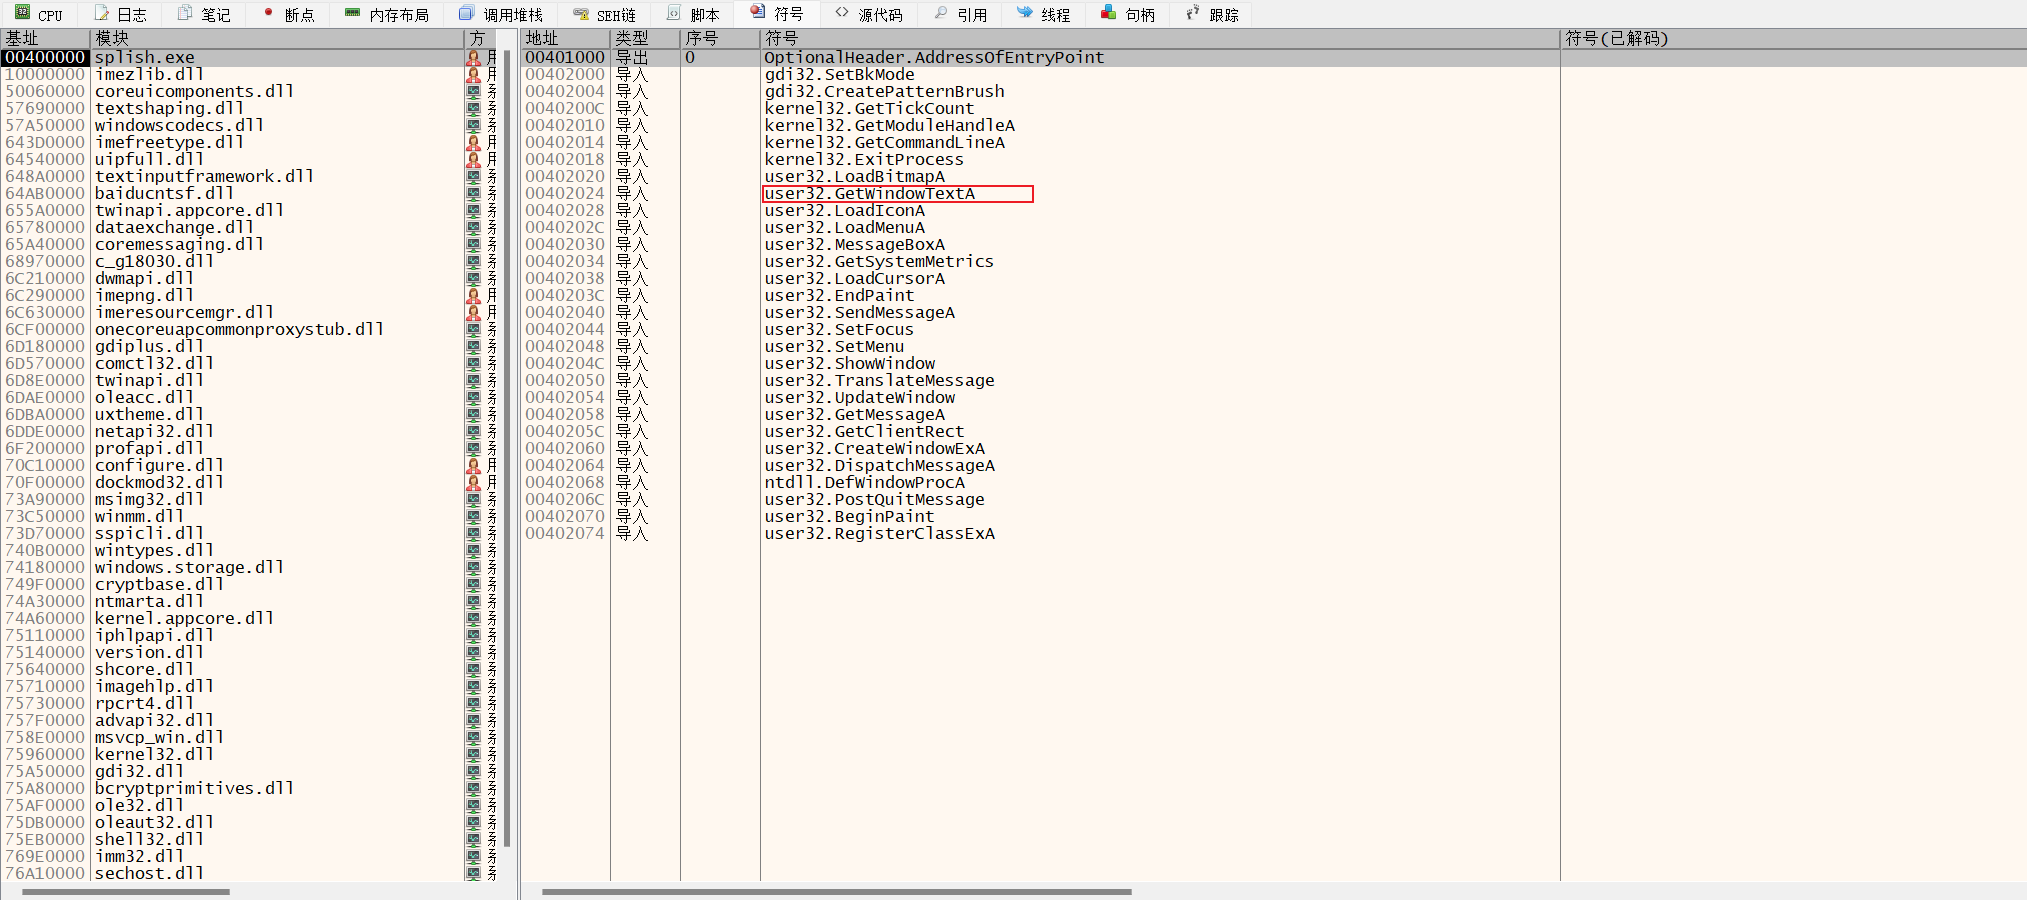 CPU 日志 笔记 断点 内存布局 调用堆栈 SEH链 脚本 符号 源代码 引用 线程 句柄 跟踪
基址 模块 方 地址 类型 序号 符号 符号(已解码)
00400000 splish.exe 用 00401000 导出 0 OptionalHeader.AddressOfEntryPoint
10000000 imezlib.dll 用 00402000 导入 gdi32.SetBkMode
50060000 coreuicomponents.dll 系 00402004 导入 gdi32.CreatePatternBrush
57690000 textshaping.dll 系 0040200C 导入 kernel32.GetTickCount
57A50000 windowscodecs.dll 系 00402010 导入 kernel32.GetModuleHandleA
643D0000 imefreetype.dll 用 00402014 导入 kernel32.GetCommandLineA
64540000 uipfull.dll 用 00402018 导入 kernel32.ExitProcess
648A0000 textinputframework.dll 系 00402020 导入 user32.LoadBitmapA
64AB0000 baiducntsf.dll 用 00402024 导入 user32.GetWindowTextA
655A0000 twinapi.appcore.dll 系 00402028 导入 user32.LoadIconA
65780000 dataexchange.dll 系 0040202C 导入 user32.LoadMenuA
65A40000 coremessaging.dll 系 00402030 导入 user32.MessageBoxA
68970000 c_g18030.dll 系 00402034 导入 user32.GetSystemMetrics
6C210000 dwmapi.dll 系 00402038 导入 user32.LoadCursorA
6C290000 imepng.dll 用 0040203C 导入 user32.EndPaint
6C630000 imeresourcemgr.dll 用 00402040 导入 user32.SendMessageA
6CF00000 onecoreuapcommonproxystub.dll 系 00402044 导入 user32.SetFocus
6D180000 gdiplus.dll 系 00402048 导入 user32.SetMenu
6D570000 comctl32.dll 系 0040204C 导入 user32.ShowWindow
6D8E0000 twinapi.dll 系 00402050 导入 user32.TranslateMessage
6DAE0000 oleacc.dll 系 00402054 导入 user32.UpdateWindow
6DBA0000 uxtheme.dll 系 00402058 导入 user32.GetMessageA
6DDE0000 netapi32.dll 系 0040205C 导入 user32.GetClientRect
6F200000 profapi.dll 系 00402060 导入 user32.CreateWindowExA
70C10000 configure.dll 用 00402064 导入 user32.DispatchMessageA
70F00000 dockmod32.dll 用 00402068 导入 ntdll.DefWindowProcA
73A90000 msimg32.dll 系 0040206C 导入 user32.PostQuitMessage
73C50000 winmm.dll 系 00402070 导入 user32.BeginPaint
73D70000 sspicli.dll 系 00402074 导入 user32.RegisterClassExA
740B0000 wintypes.dll 系
74180000 windows.storage.dll 系
749F0000 cryptbase.dll 系
74A30000 ntmarta.dll 系
74A60000 kernel.appcore.dll 系
75110000 iphlpapi.dll 系
75140000 version.dll 系
75640000 shcore.dll 系
75710000 imagehlp.dll 系
75730000 rpcrt4.dll 系
757F0000 advapi32.dll 系
758E0000 msvcp_win.dll 系
75960000 kernel32.dll 系
75A50000 gdi32.dll 系
75A80000 bcryptprimitives.dll 系
75AF0000 ole32.dll 系
75DB0000 oleaut32.dll 系
75EB0000 shell32.dll 系
769E0000 imm32.dll 系
76A10000 sechost.dll 系